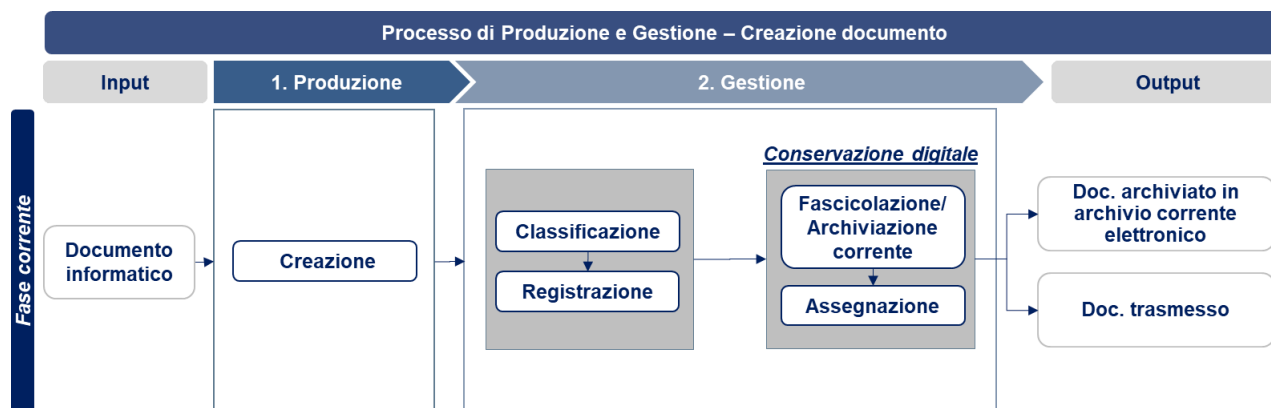 Processo di Produzione e Gestione – Creazione documento
Input
1. Produzione
2. Gestione
Output
Fase corrente
Documento
informatico
Creazione
Classificazione
Registrazione
Conservazione digitale
Fascicolazione/
Archiviazione
corrente
Assegnazione
Doc. archiviato in
archivio corrente
elettronico
Doc. trasmesso